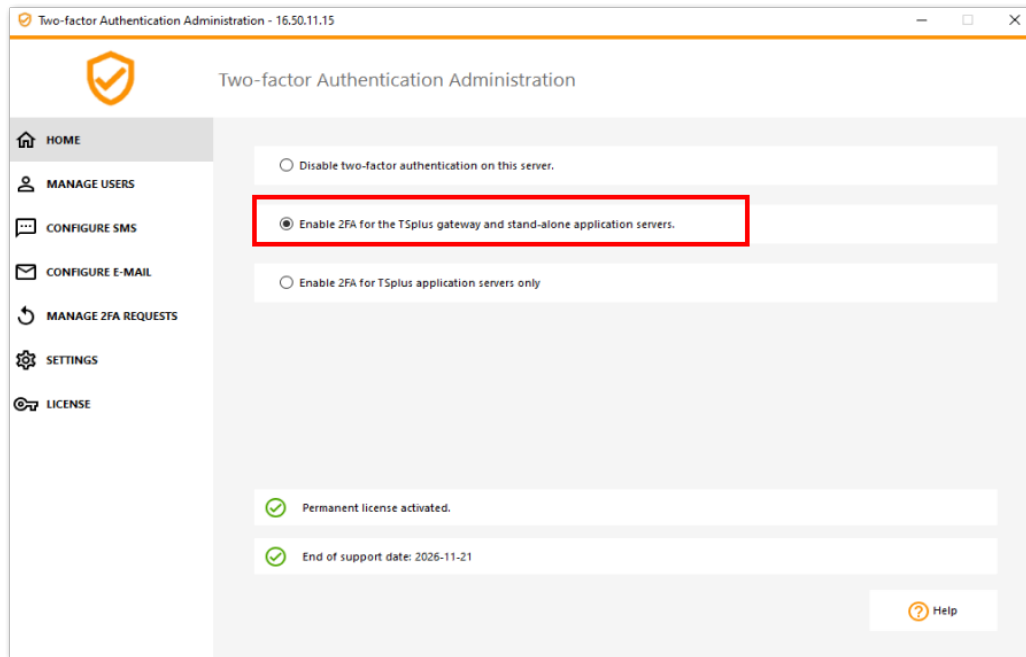 Two-factor Authentication Administration - 16.50.11.15
Two-factor Authentication Administration
HOME
MANAGE USERS
CONFIGURE SMS
CONFIGURE E-MAIL
MANAGE 2FA REQUESTS
SETTINGS
LICENSE
Disable two-factor authentication on this server.
Enable 2FA for the TSplus gateway and stand-alone application servers.
Enable 2FA for TSplus application servers only
Permanent license activated.
End of support date: 2026-11-21
Help